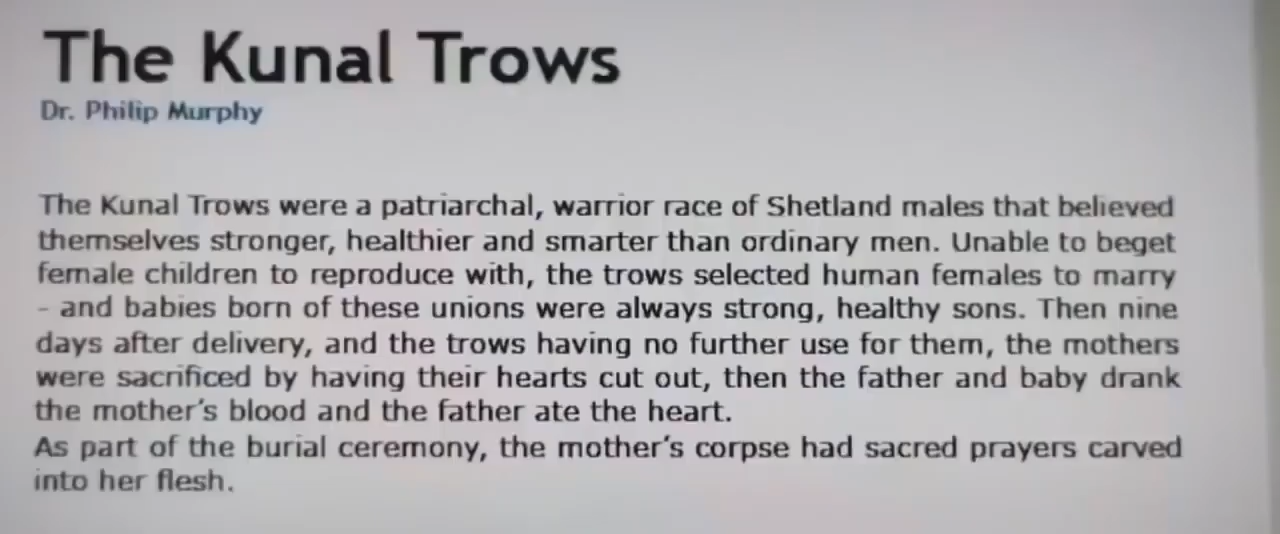 The Kunal Trows
Dr. Philip Murphy
The Kunal Trows were a patriarchal, warrior race of Shetland males that believed
themselves stronger, healthier and smarter than ordinary men. Unable to beget
female children to reproduce with, the trows selected human females to marry
- and babies born of these unions were always strong, healthy sons. Then nine
days after delivery, and the trows having no further use for them, the mothers
were sacrificed by having their hearts cut out, then the father and baby drank
the mother's blood and the father ate the heart.
As part of the burial ceremony, the mother's corpse had sacred prayers carved
into her flesh.